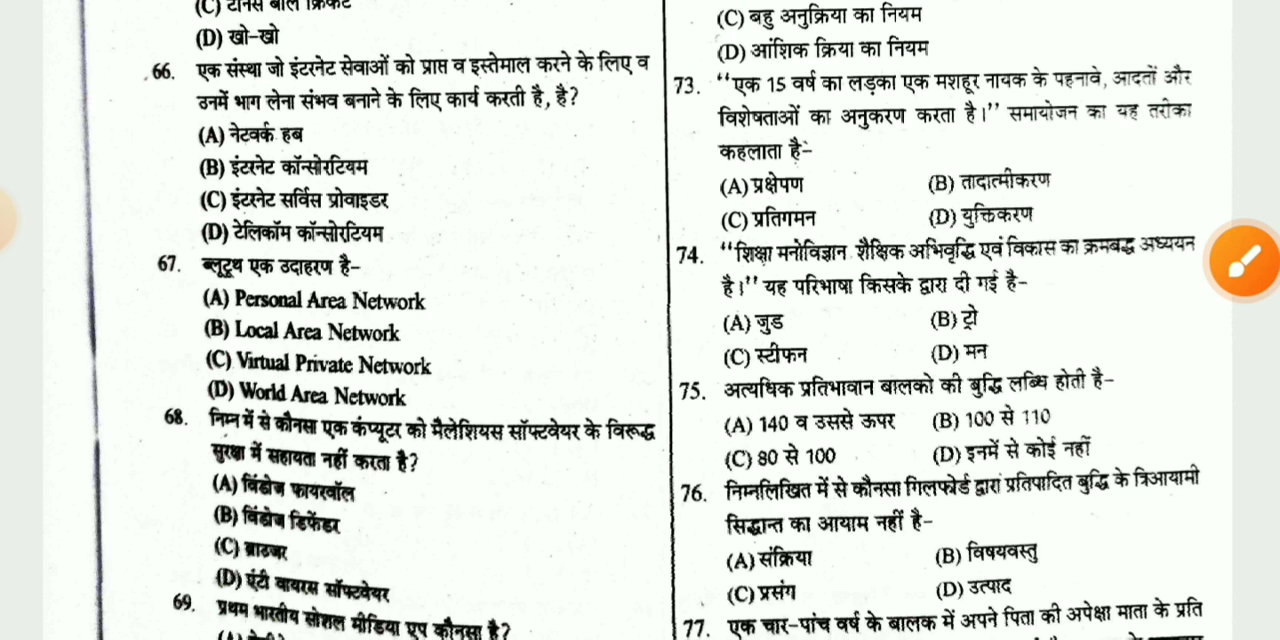 (C) टेनिस बॉल क्रिकेट
(D) खो-खो
66. एक संस्था जो इंटरनेट सेवाओं को प्राप्त व इस्तेमाल करने के लिए व
उनमें भाग लेना संभव बनाने के लिए कार्य करती है, है?
(A) नेटवर्क हब
(B) इंटरनेट कॉन्सोरटियम
(C) इंटरनेट सर्विस प्रोवाइडर
(D) टेलिकॉम कॉन्सोरटियम
67. ब्लूटूथ एक उदाहरण है-
(A) Personal Area Network
(B) Local Area Network
(C) Virtual Private Network
(D) World Area Network
68. निम्न में से कौनसा एक कंप्यूटर को मैलेशियस सॉफ्टवेयर के विरूद्ध
सुरक्षा में सहायता नहीं करता है?
(A) विंडोज फायरवॉल
(B) विंडोज डिफेंडर
(C) ब्राउजर
(D) एंटी वायरस सॉफ्टवेयर
69. प्रथम भारतीय सोशल मीडिया एप कौनसा है?
(A)
(C) बहु अनुक्रिया का नियम
(D) आंशिक क्रिया का नियम
73. “एक 15 वर्ष का लड़का एक मशहूर नायक के पहनावे, आदतों और
विशेषताओं का अनुकरण करता है।” समायोजन का यह तरीका
कहलाता है-
(A) प्रक्षेपण (B) तादात्मीकरण
(C) प्रतिगमन (D) युक्तिकरण
74. “शिक्षा मनोविज्ञान शैक्षिक अभिवृद्धि एवं विकास का क्रमबद्ध अध्ययन
है।” यह परिभाषा किसके द्वारा दी गई है-
(A) जुड (B) ट्रो
(C) स्टीफन (D) मन
75. अत्यधिक प्रतिभावान बालको की बुद्धि लब्धि होती है-
(A) 140 व उससे ऊपर (B) 100 से 110
(C) 80 से 100 (D) इनमें से कोई नहीं
76. निम्नलिखित में से कौनसा गिलफोर्ड द्वारा प्रतिपादित बुद्धि के त्रिआयामी
सिद्धान्त का आयाम नहीं है-
(A) संक्रिया (B) विषयवस्तु
(C) प्रसंग (D) उत्पाद
77. एक चार-पांच वर्ष के बालक में अपने पिता की अपेक्षा माता के प्रति